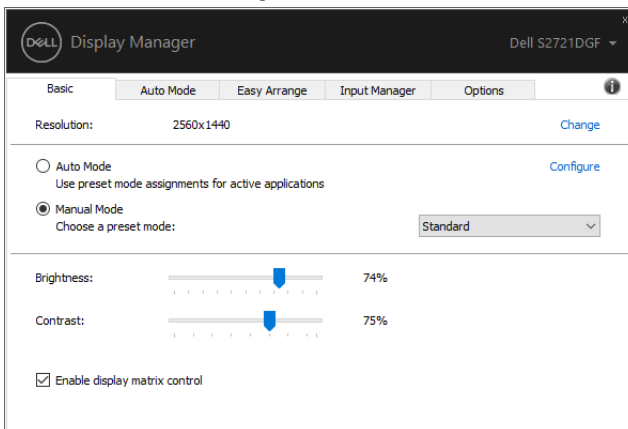 DELL Display Manager
Dell S2721DGF
Basic Auto Mode Easy Arrange Input Manager Options
Resolution: 2560x1440 Change
Auto Mode Configure
Use preset mode assignments for active applications
Manual Mode
Choose a preset mode: Standard
Brightness: 74%
Contrast: 75%
Enable display matrix control